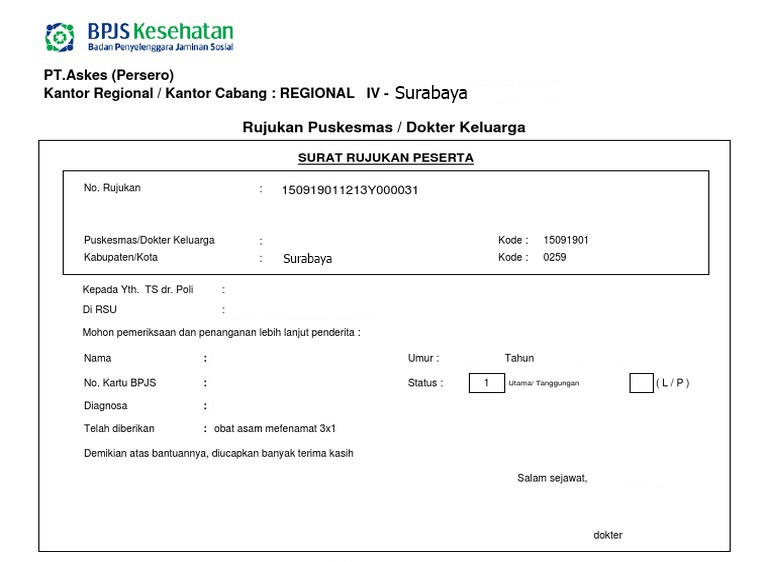 BPJS Kesehatan
Badan Penyelenggara Jaminan Sosial
PT.Askes (Persero)
Kantor Regional / Kantor Cabang : REGIONAL IV - Surabaya
Rujukan Puskesmas / Dokter Keluarga
SURAT RUJUKAN PESERTA
No. Rujukan : 150919011213Y000031
Puskesmas/Dokter Keluarga : Kode : 15091901
Kabupaten/Kota : Surabaya Kode : 0259
Kepada Yth. TS dr. Poli :
Di RSU :
Mohon pemeriksaan dan penanganan lebih lanjut penderita :
Nama : Umur : Tahun
No. Kartu BPJS : Status : 1 Utama/ Tanggungan ( L / P )
Diagnosa :
Telah diberikan : obat asam mefenamat 3x1
Demikian atas bantuannya, diucapkan banyak terima kasih
Salam sejawat,
dokter